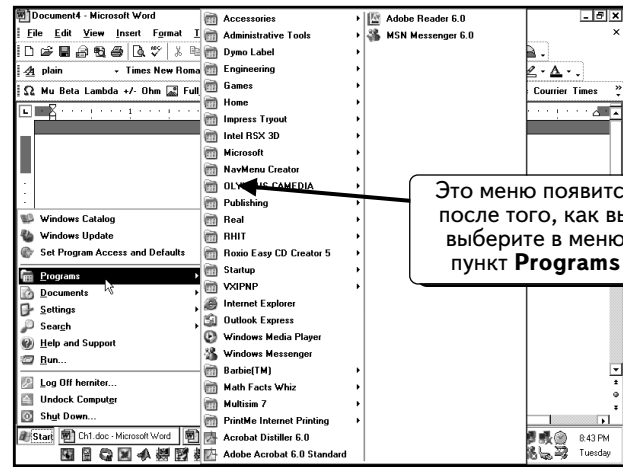 Document4 - Microsoft Word
File Edit View Insert Format
plain Times New Roma
Mu Beta Lambda +/- Ohm Full
Courrier Times
Windows Catalog
Windows Update
Set Program Access and Defaults
Programs
Documents
Settings
Search
Help and Support
Run...
Log Off herniter...
Undock Computer
Shut Down...
Accessories
Administrative Tools
Dymo Label
Engineering
Games
Home
Impress Tryout
Intel RSX 3D
Microsoft
NavMenu Creator
OLYMPUS CAMEDIA
Publishing
Real
RHIT
Roxio Easy CD Creator 5
Startup
VXIPNP
Internet Explorer
Outlook Express
Windows Media Player
Windows Messenger
Barbie(TM)
Math Facts Whiz
Multisim 7
PrintMe Internet Printing
Acrobat Distiller 6.0
Adobe Acrobat 6.0 Standard
Adobe Reader 6.0
MSN Messenger 6.0
Это меню появится
после того, как вы
выберите в меню
пункт Programs
Start Ch1.doc - Microsoft Word
8:43 PM
Tuesday